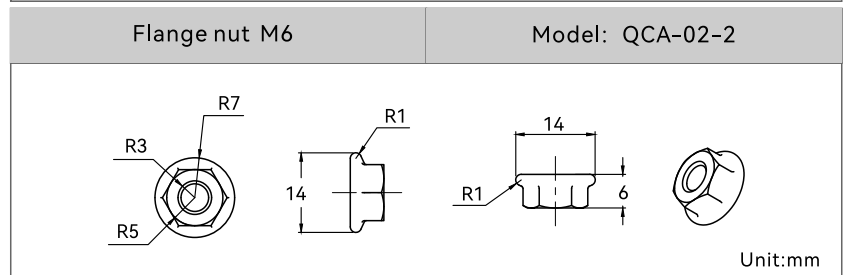 Flange nut M6
Model: QCA-02-2
R7
R3
R5
R1
14
14
R1
6
Unit:mm